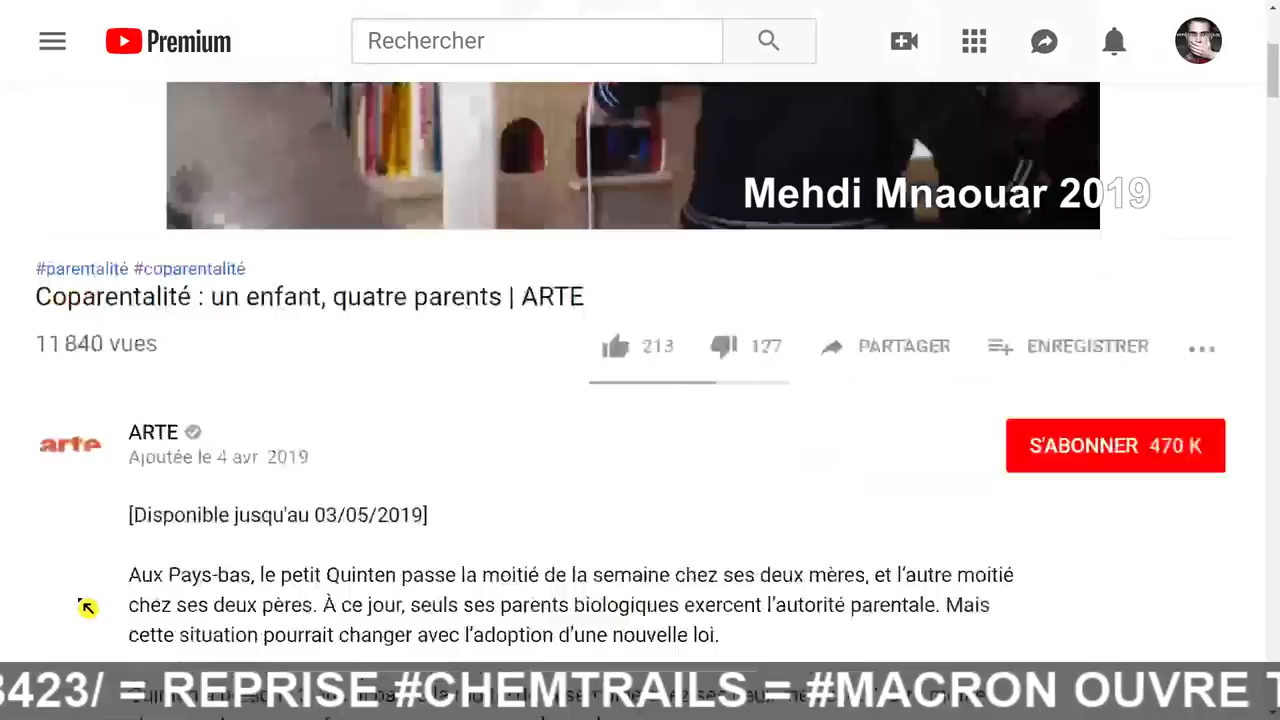 Premium
Rechercher
Mehdi Mnaouar 2019
#parentalité #coparentalité
Coparentalité : un enfant, quatre parents | ARTE
11 840 vues
213
127
PARTAGER
ENREGISTRER
arte
ARTE
Ajoutée le 4 avr 2019
S'ABONNER 470 K
[Disponible jusqu'au 03/05/2019]
Aux Pays-bas, le petit Quinten passe la moitié de la semaine chez ses deux mères, et l’autre moitié
chez ses deux pères. À ce jour, seuls ses parents biologiques exercent l’autorité parentale. Mais
cette situation pourrait changer avec l’adoption d’une nouvelle loi.
3423/ = REPRISE #CHEMTRAILS = #MACRON OUVRE T